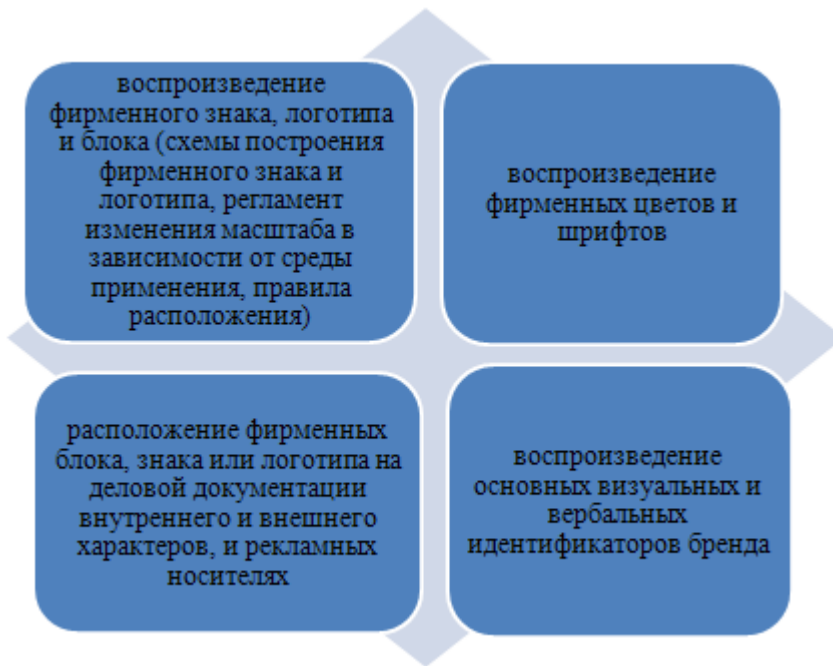 воспроизведение
фирменного знака, логотипа
и блока (схемы построения
фирменного знака и
логотипа, регламент
изменения масштаба в
зависимости от среды
применения, правила
расположения)
воспроизведение
фирменных цветов и
шрифтов
расположение фирменных
блока, знака или логотипа на
деловой документации
внутреннего и внешнего
характеров, и рекламных
носителях
воспроизведение
основных визуальных и
вербальных
идентификаторов бренда